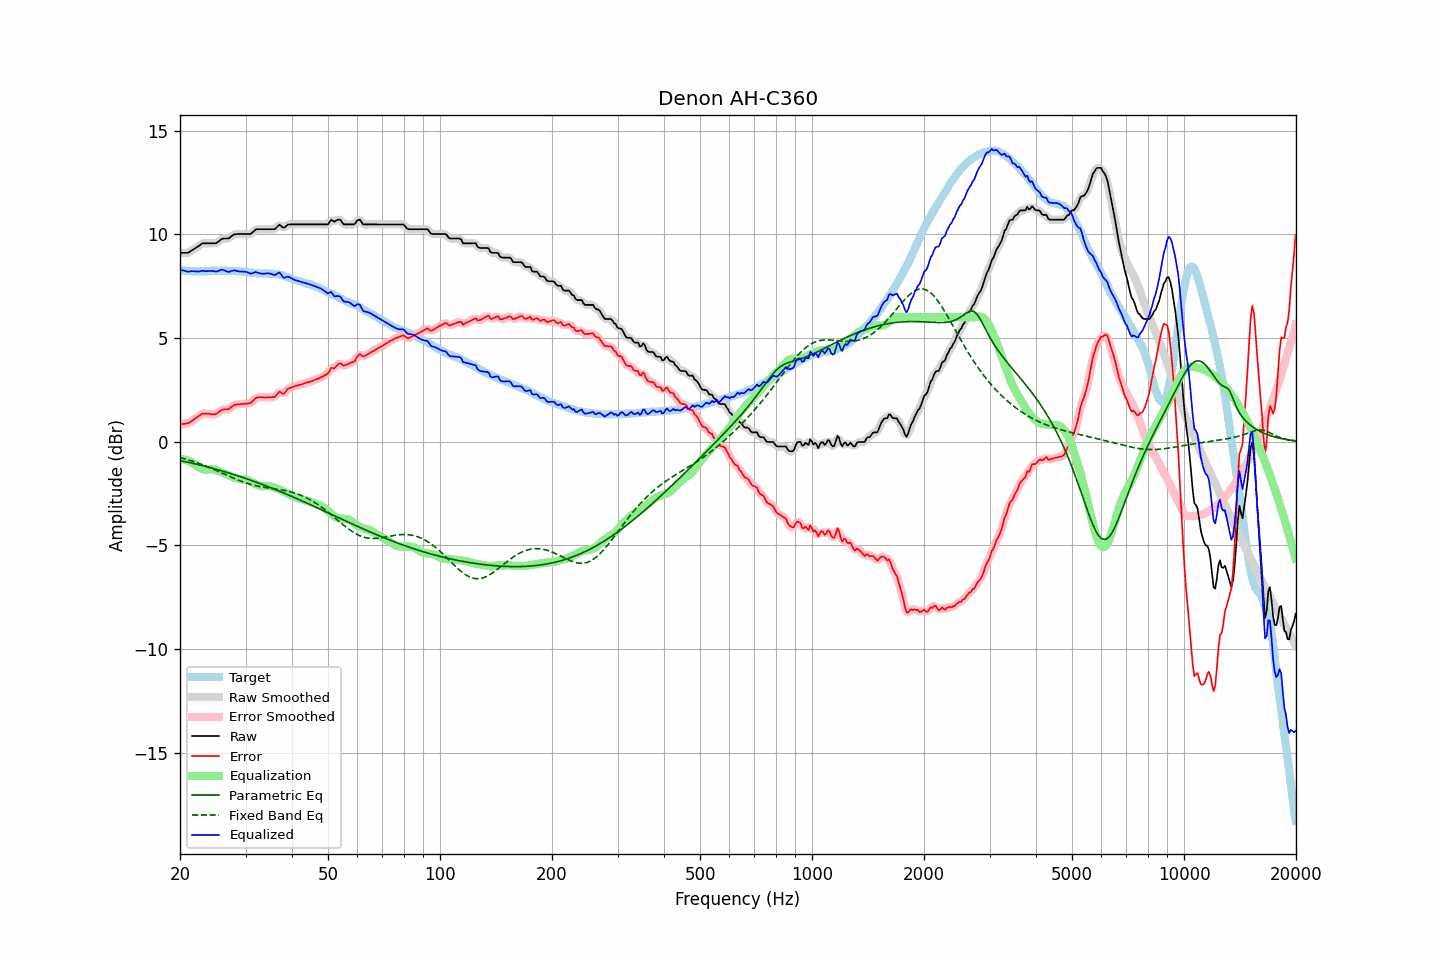 Denon AH-C360
Amplitude (dBr)
15
10
5
0
−5
−10
−15
Target
Raw Smoothed
Error Smoothed
Raw
Error
Equalization
Parametric Eq
Fixed Band Eq
Equalized
20 50 100 200 500 1000 2000 5000 10000 20000
Frequency (Hz)